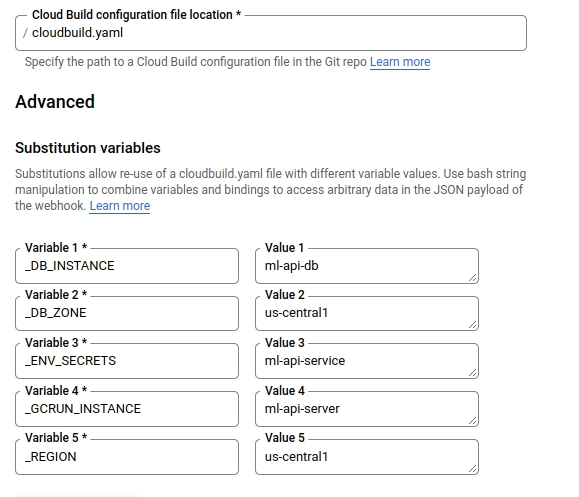 Cloud Build configuration file location *
/ cloudbuild.yaml
Specify the path to a Cloud Build configuration file in the Git repo Learn more
Advanced
Substitution variables
Substitutions allow re-use of a cloudbuild.yaml file with different variable values. Use bash string
manipulation to combine variables and bindings to access arbitrary data in the JSON payload of
the webhook. Learn more
Variable 1 * Value 1
_DB_INSTANCE ml-api-db
Variable 2 * Value 2
_DB_ZONE us-central1
Variable 3 * Value 3
_ENV_SECRETS ml-api-service
Variable 4 * Value 4
_GCRUN_INSTANCE ml-api-server
Variable 5 * Value 5
_REGION us-central1